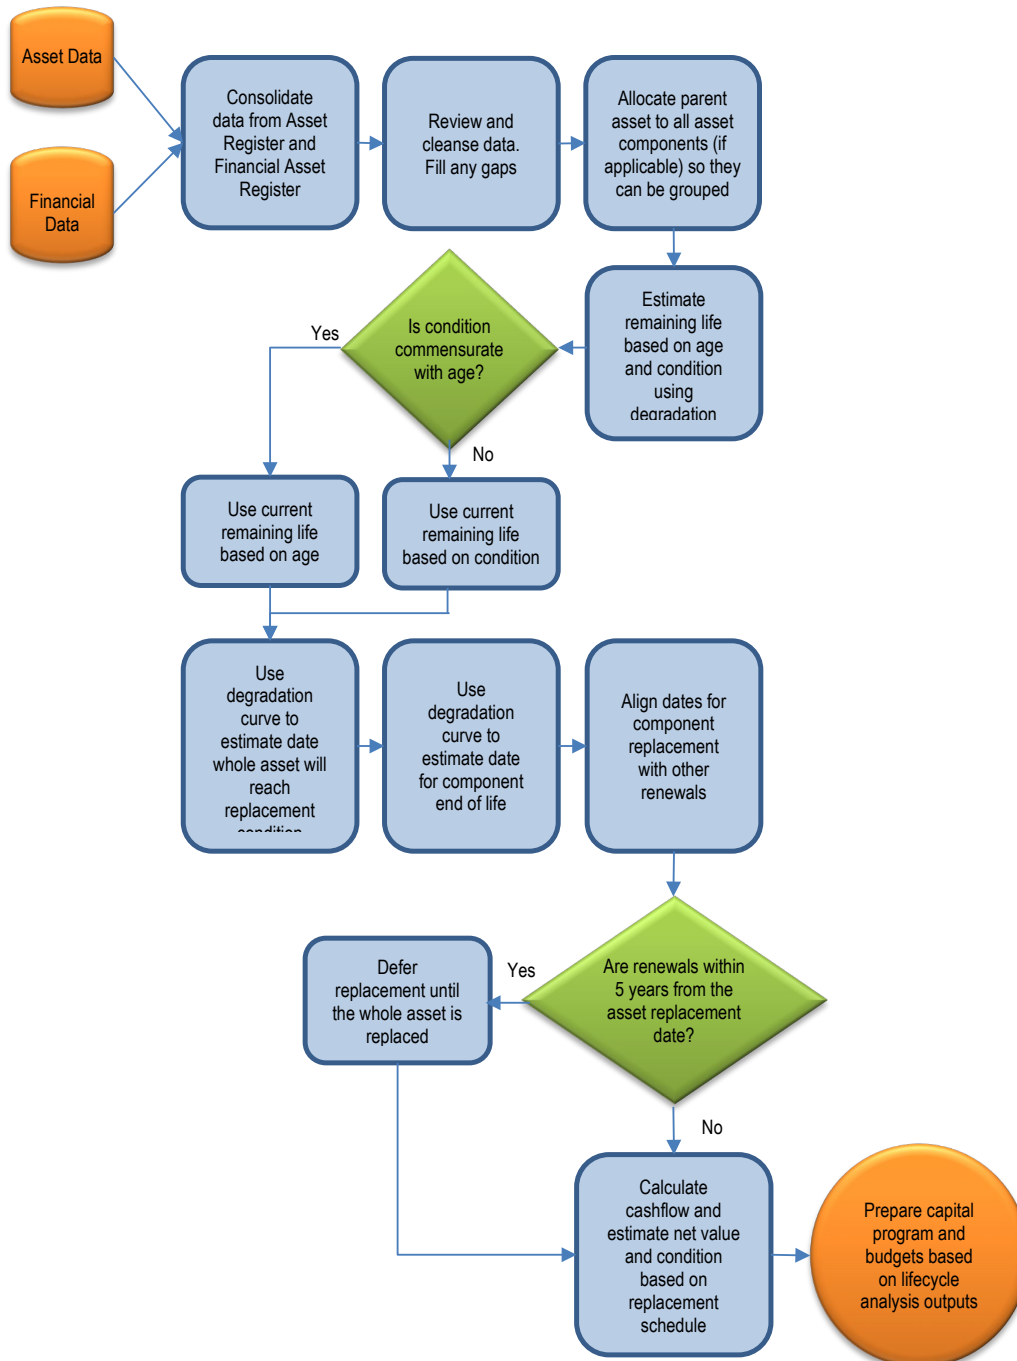 Asset Data
Financial
Data
Consolidate
data from Asset
Register and
Financial Asset
Register
Review and
cleanse data.
Fill any gaps
Allocate parent
asset to all asset
components (if
applicable) so they
can be grouped
Estimate
remaining life
based on age
and condition
using
degradation
Is condition
commensurate
with age?
Yes
No
Use current
remaining life
based on age
Use current
remaining life
based on condition
Use
degradation
curve to
estimate date
whole asset will
reach
replacement
condition
Use
degradation
curve to
estimate date
for component
end of life
Align dates for
component
replacement
with other
renewals
Are renewals within
5 years from the
asset replacement
date?
Yes
Defer
replacement until
the whole asset is
replaced
No
Calculate
cashflow and
estimate net value
and condition
based on
replacement
schedule
Prepare capital
program and
budgets based
on lifecycle
analysis outputs